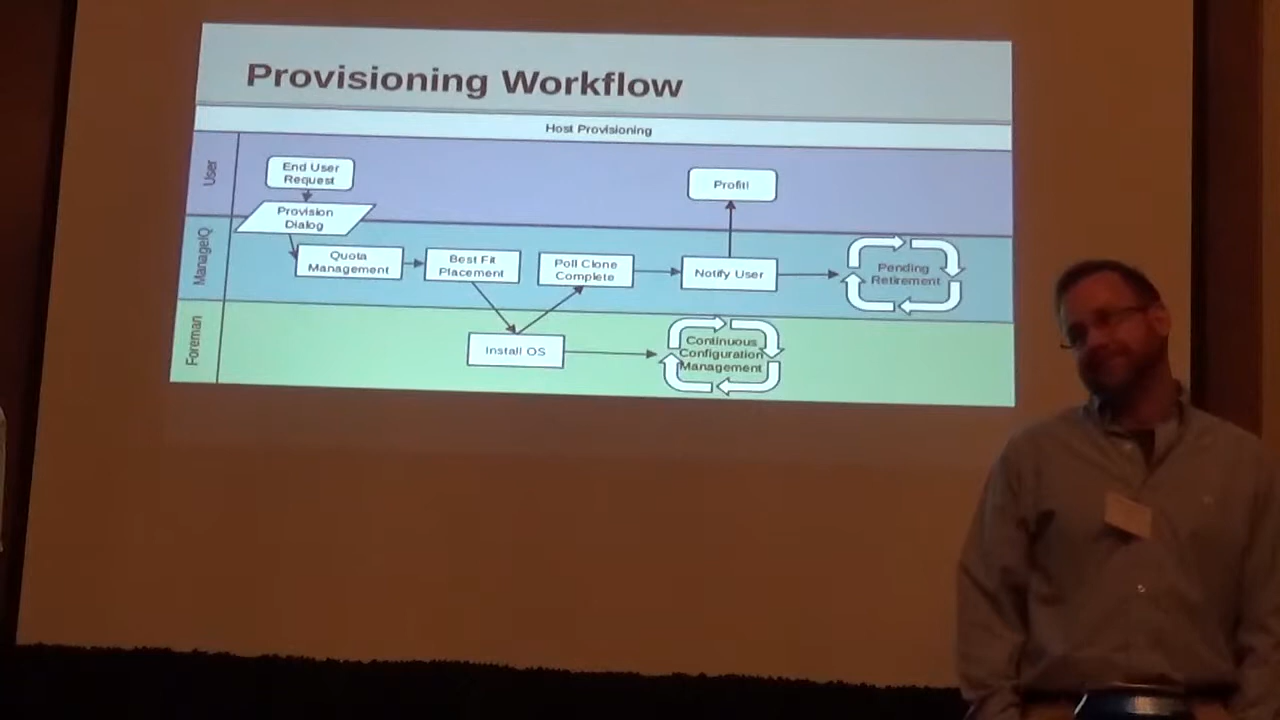 Provisioning Workflow
Host Provisioning
User
End User
Request
Profit!
Provision
Dialog
ManageIQ
Quota
Management
Best Fit
Placement
Poll Clone
Complete
Notify User
Pending
Retirement
Foreman
Install OS
Continuous
Configuration
Management